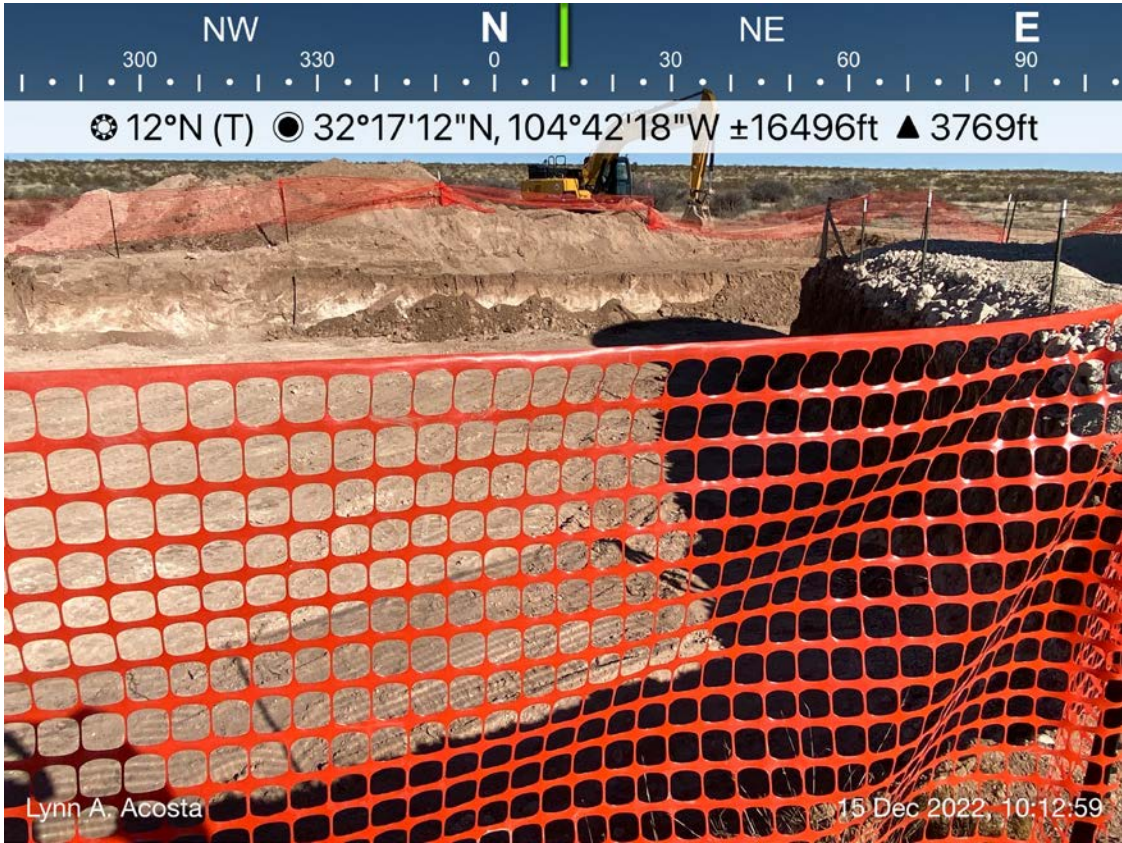 NW N NE E
300 330 0 30 60 90
12°N (T) 32°17'12"N, 104°42'18"W ±16496ft ▲ 3769ft
Lynn A. Acosta 15 Dec 2022, 10:12:59